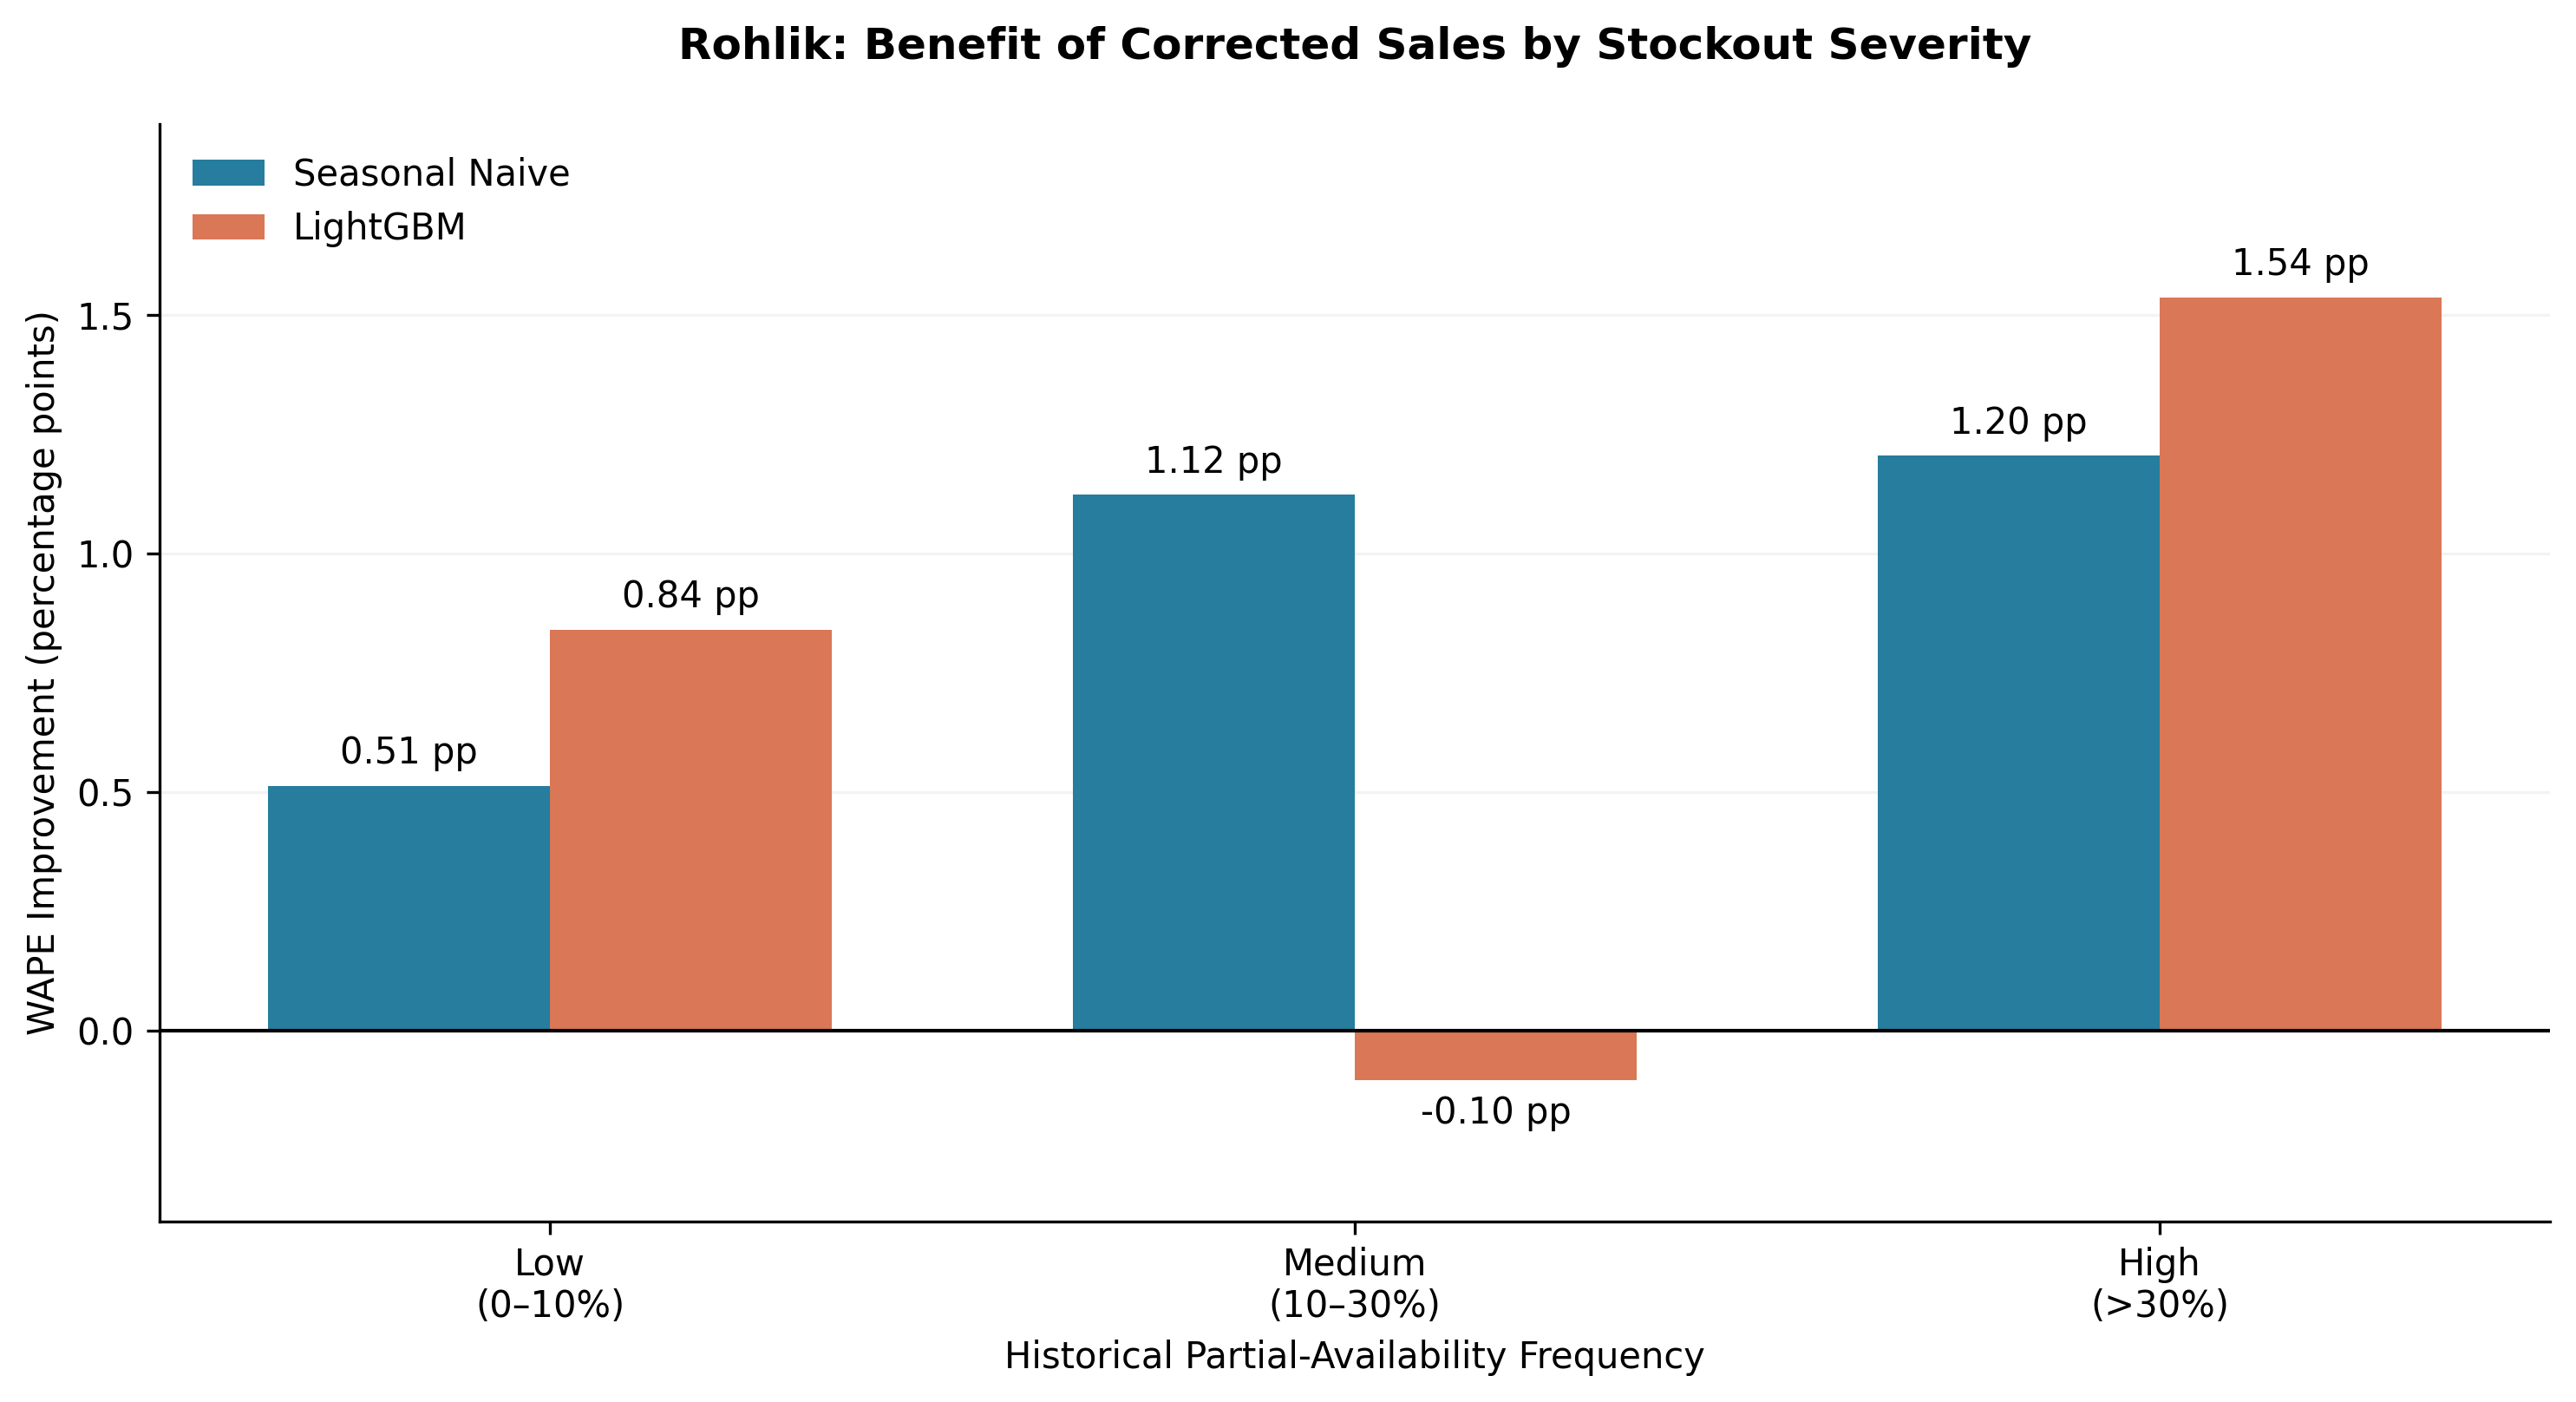 Rohlik: Benefit of Corrected Sales by Stockout Severity
Seasonal Naive
LightGBM
WAPE Improvement (percentage points)
1.5
1.0
0.5
0.0
0.51 pp
0.84 pp
1.12 pp
-0.10 pp
1.20 pp
1.54 pp
Low
(0–10%)
Medium
(10–30%)
High
(>30%)
Historical Partial-Availability Frequency